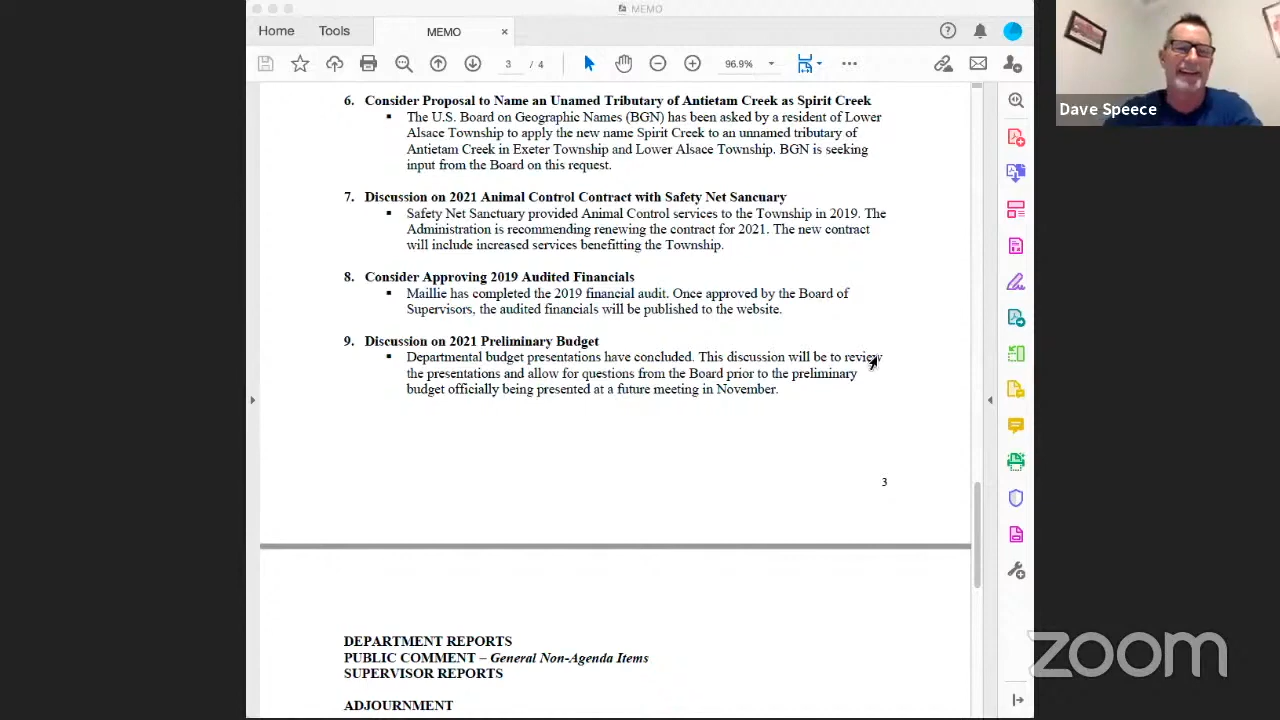 MEMO
Home
Tools
MEMO
×
3 / 4
96.9%
Dave Speece
6. Consider Proposal to Name an Unamed Tributary of Antietam Creek as Spirit Creek
▪ The U.S. Board on Geographic Names (BGN) has been asked by a resident of Lower
Alsace Township to apply the new name Spirit Creek to an unnamed tributary of
Antietam Creek in Exeter Township and Lower Alsace Township. BGN is seeking
input from the Board on this request.
7. Discussion on 2021 Animal Control Contract with Safety Net Sancuary
▪ Safety Net Sanctuary provided Animal Control services to the Township in 2019. The
Administration is recommending renewing the contract for 2021. The new contract
will include increased services benefitting the Township.
8. Consider Approving 2019 Audited Financials
▪ Maillie has completed the 2019 financial audit. Once approved by the Board of
Supervisors, the audited financials will be published to the website.
9. Discussion on 2021 Preliminary Budget
▪ Departmental budget presentations have concluded. This discussion will be to review
the presentations and allow for questions from the Board prior to the preliminary
budget officially being presented at a future meeting in November.
3
DEPARTMENT REPORTS
PUBLIC COMMENT – General Non-Agenda Items
SUPERVISOR REPORTS
ADJOURNMENT
zoom